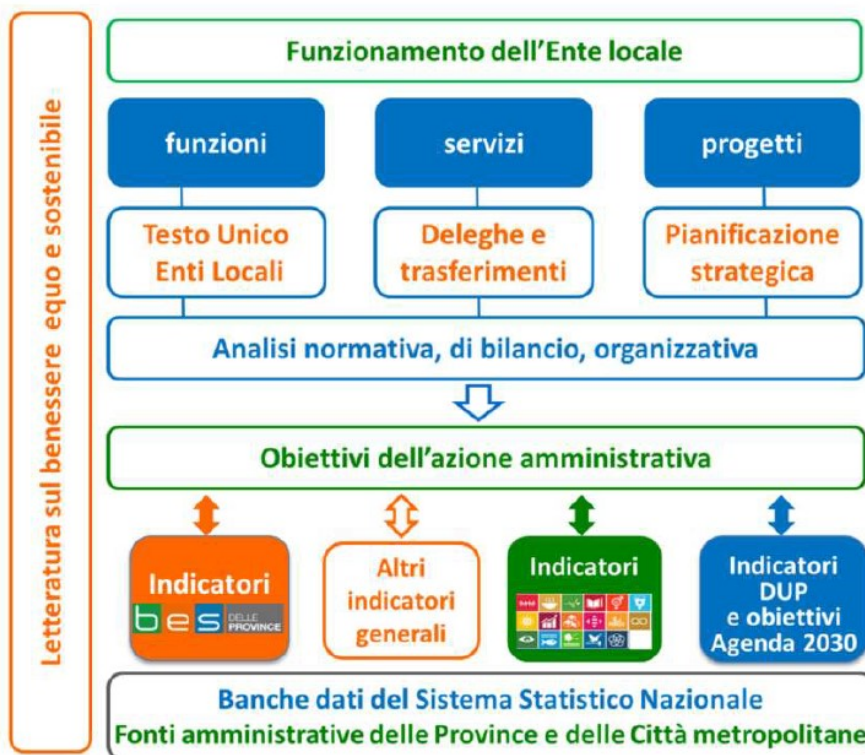 Letteratura sul benessere equo e sostenibile
Funzionamento dell'Ente locale
funzioni
servizi
progetti
Testo Unico
Enti Locali
Deleghe e
trasferimenti
Pianificazione
strategica
Analisi normativa, di bilancio, organizzativa
Obiettivi dell'azione amministrativa
Indicatori
bes DELLE
PROVINCE
Altri
indicatori
generali
Indicatori
Indicatori
DUP
e obiettivi
Agenda 2030
Banche dati del Sistema Statistico Nazionale
Fonti amministrative delle Province e delle Città metropolitane